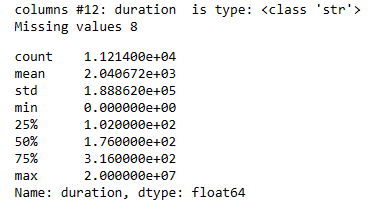 columns #12: duration  is type: <class 'str'>
Missing values 8
count    1.121400e+04
mean     2.040672e+03
std      1.888620e+05
min      0.000000e+00
25%      1.020000e+02
50%      1.760000e+02
75%      3.160000e+02
max      2.000000e+07
Name: duration, dtype: float64